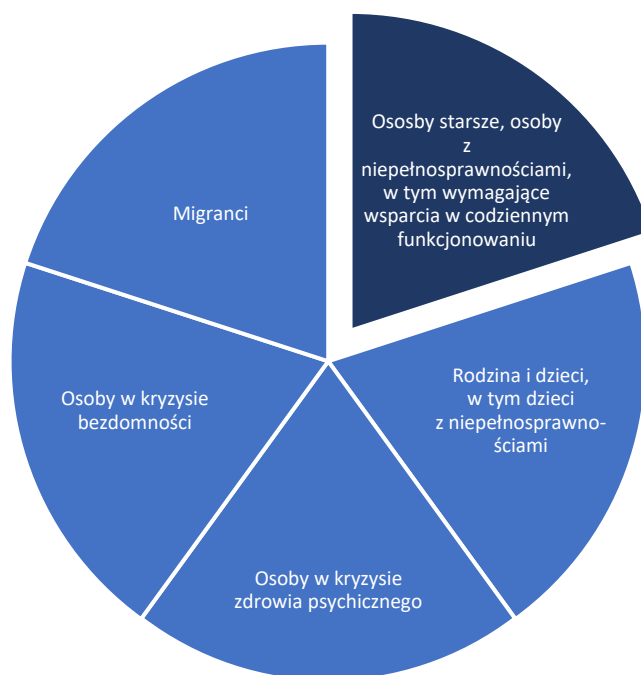 Ososby starsze, osoby
z
niepełnosprawnościami,
w tym wymagające
wsparcia w codziennym
funkcjonowaniu
Migranci
Rodzina i dzieci,
w tym dzieci
z niepełnosprawno-
ściami
Osoby w kryzysie
bezdomności
Osoby w kryzysie
zdrowia psychicznego